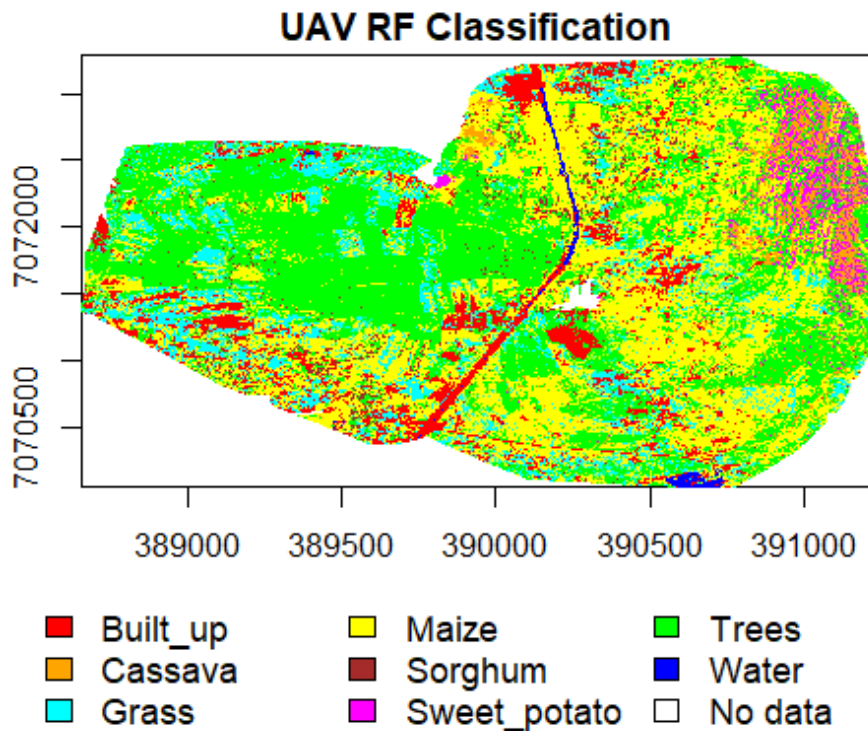 UAV RF Classification
7072000
7070500
389000 389500 390000 390500 391000
Built_up Maize Trees
Cassava Sorghum Water
Grass Sweet_potato No data